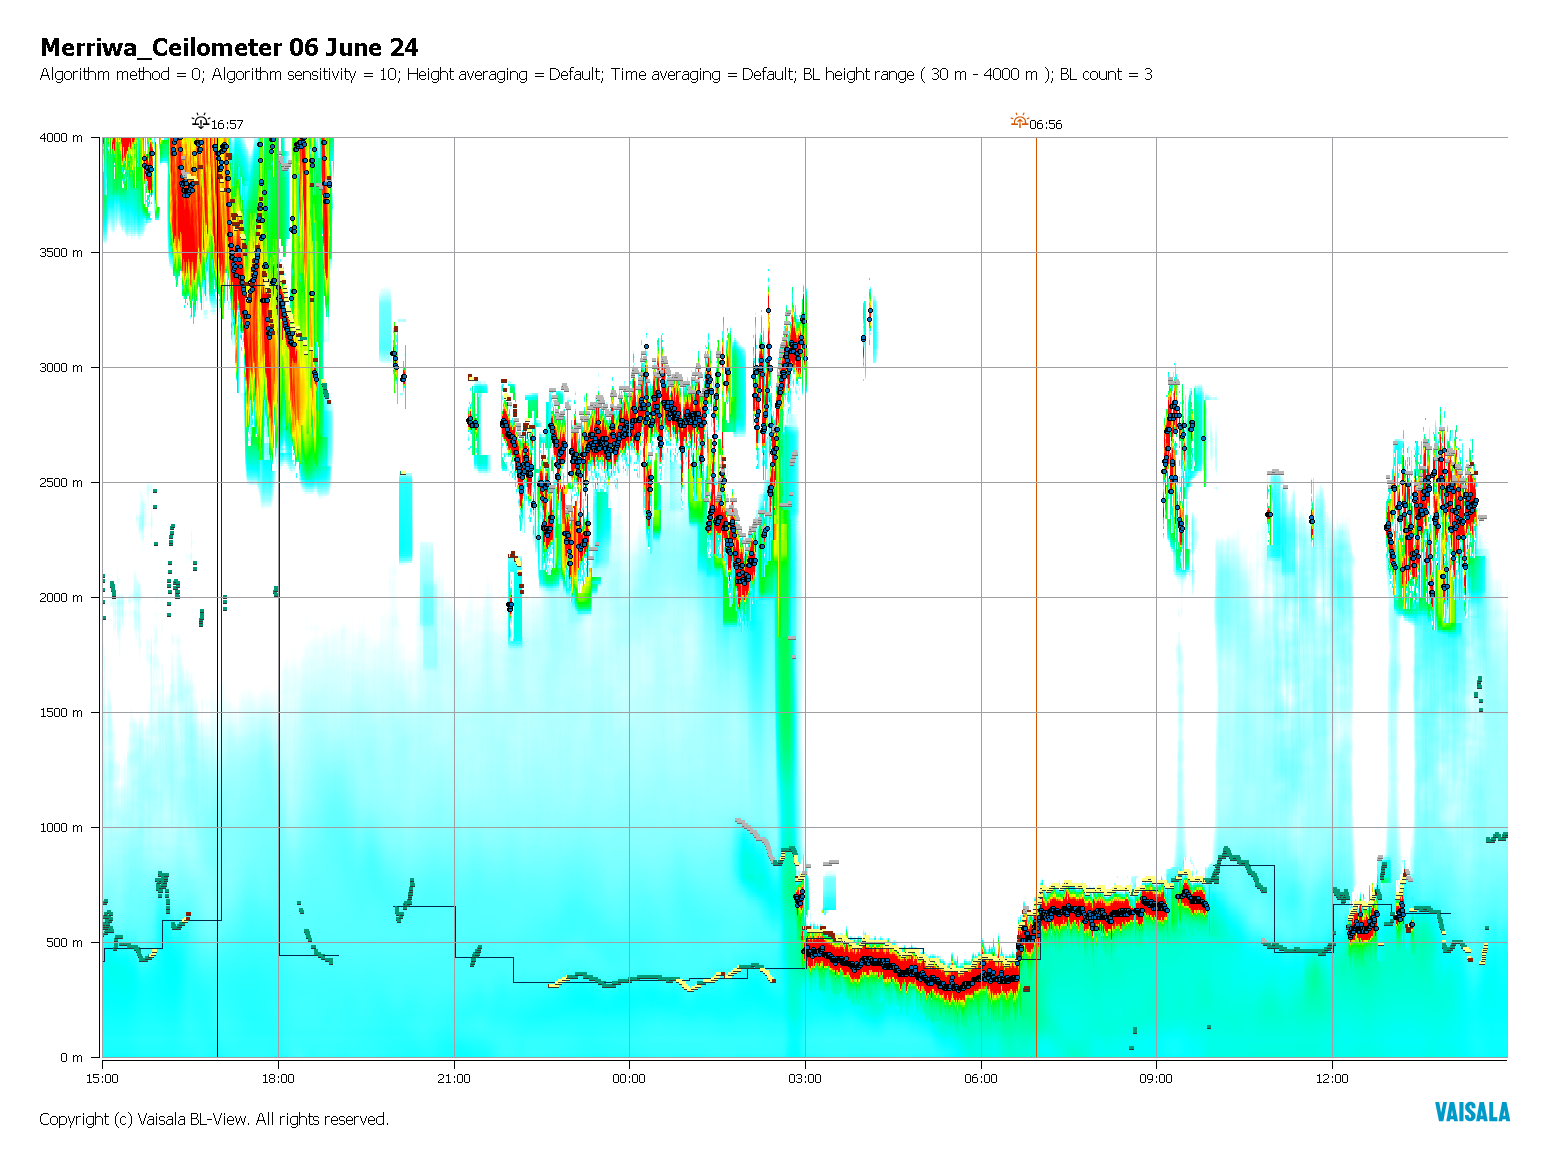 Merriwa_Ceilometer 06 June 24
Algorithm method = 0; Algorithm sensitivity = 10; Height averaging = Default; Time averaging = Default; BL height range ( 30 m - 4000 m ); BL count = 3
16:57
06:56
4000 m
3500 m
3000 m
2500 m
2000 m
1500 m
1000 m
500 m
0 m
15:00 18:00 21:00 00:00 03:00 06:00 09:00 12:00
Copyright (c) Vaisala BL-View. All rights reserved.
VAISALA